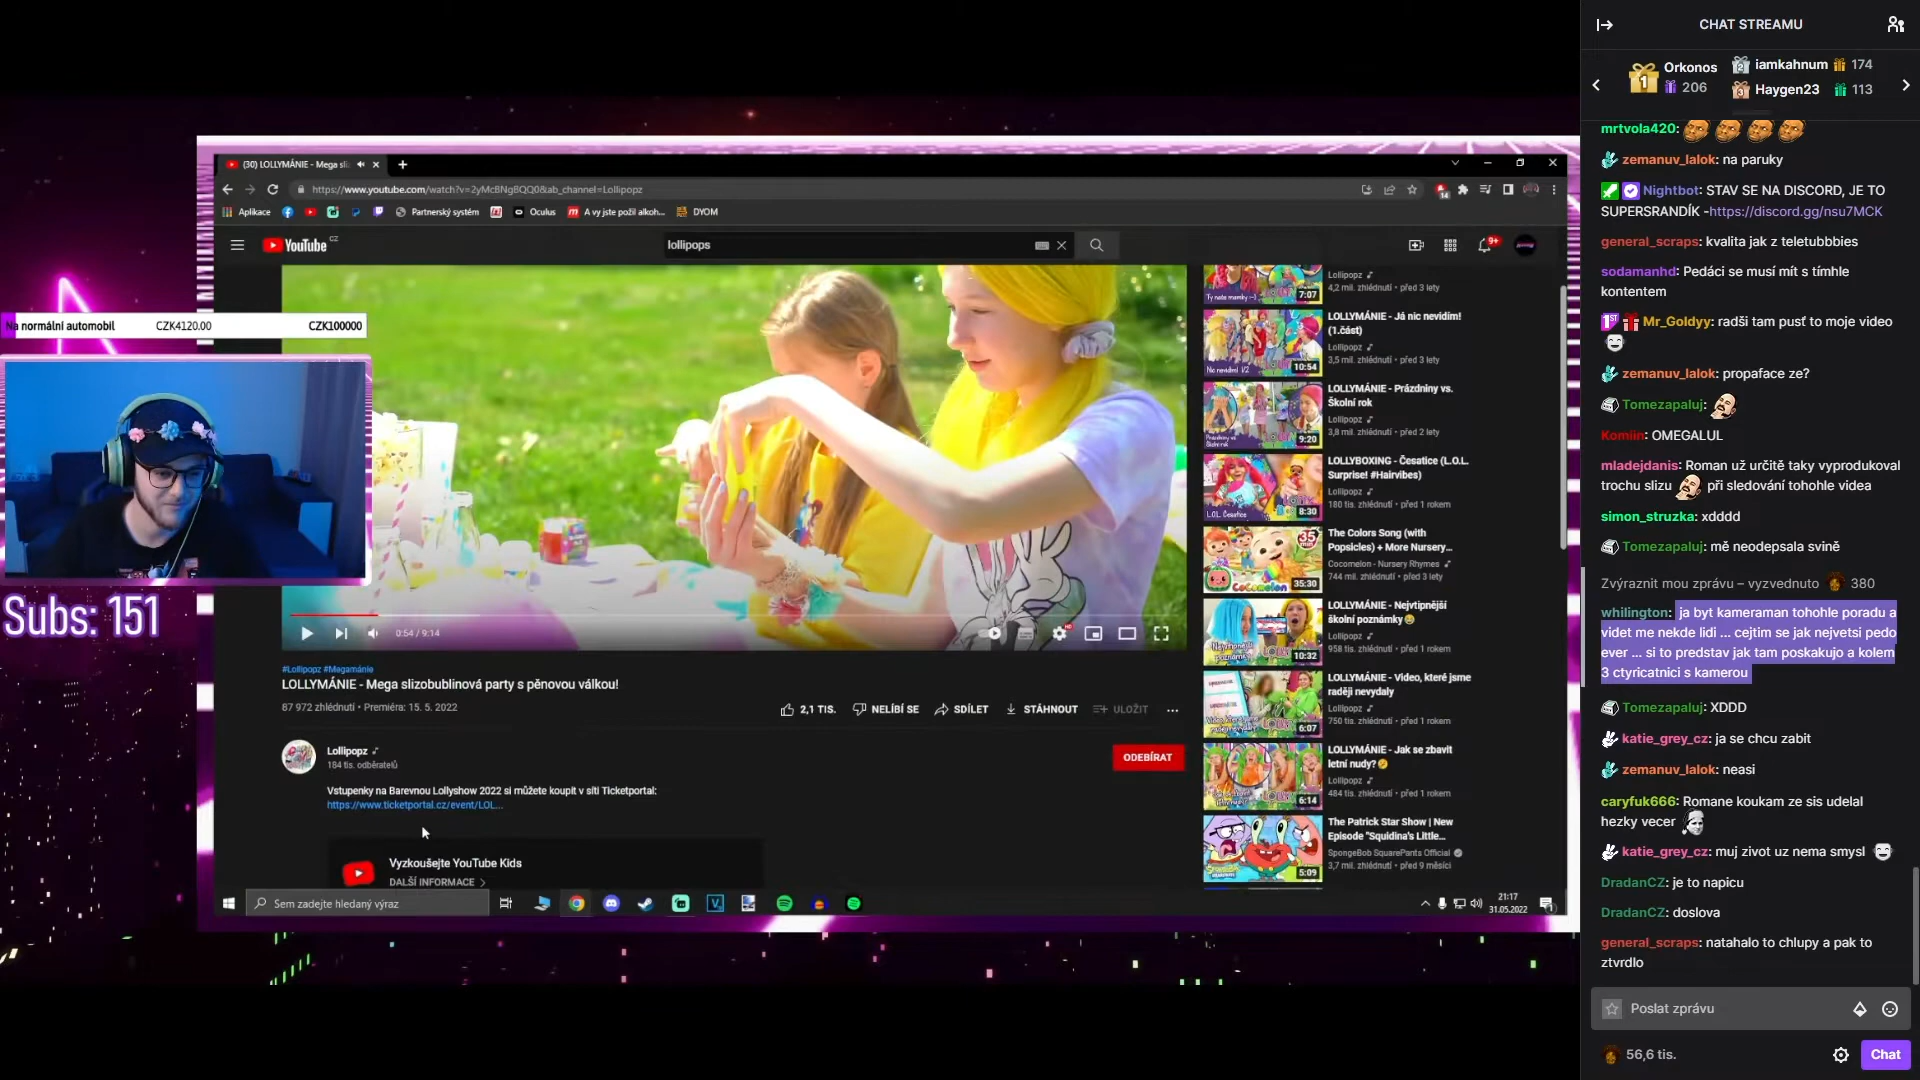 CHAT STREAMU
1 Orkonos 206
2 iamkahnum 174
3 Haygen23 113
mrtvola420:
zemanuv_lalok: na paruky
Nightbot: STAV SE NA DISCORD, JE TO
SUPERSRANDÍK -https://discord.gg/nsu7MCK
general_scraps: kvalita jak z teletubbbies
sodamanhd: Pedáci se musí mít s tímhle
kontentem
1ST Mr_Goldyy: radši tam pusť to moje video
zemanuv_lalok: propaface ze?
Tomezapaluj:
Komiin: OMEGALUL
mladejdanis: Roman už určitě taky vyprodukoval
trochu slizu při sledování tohohle videa
simon_struzka: xdddd
Tomezapaluj: mě neodepsala svině
Zvýraznit mou zprávu – vyzvednuto 380
whilington: ja byt kameraman tohohle poradu a
videt me nekde lidi ... cejtim se jak nejvetsi pedo
ever ... si to predstav jak tam poskakujo a kolem
3 ctyricatnici s kamerou
Tomezapaluj: XDDD
katie_grey_cz: ja se chcu zabit
zemanuv_lalok: neasi
caryfuk666: Romane koukam ze sis udelal
hezky vecer
katie_grey_cz: muj zivot uz nema smysl
DradanCZ: je to napicu
DradanCZ: doslova
general_scraps: natahalo to chlupy a pak to
ztvrdlo
Poslat zprávu
56,6 tis.
Chat
(30) LOLLYMÁNIE - Mega sli
https://www.youtube.com/watch?v=2yMcBNg8QQ0&ab_channel=Lollipopz
14
Aplikace
Partnerský systém
Oculus
A vy jste požil alkoh...
DYOM
YouTube CZ
lollipops
9+
Na normální automobil CZK4120.00 CZK100000
Subs: 151
0:54 / 9:14
#Lollipopz #Megamánie
LOLLYMÁNIE - Mega slizobublinová party s pěnovou válkou!
87 972 zhlédnutí • Premiéra: 15. 5. 2022
2,1 TIS.
NELÍBÍ SE
SDÍLET
STÁHNOUT
ULOŽIT
Lollipopz
184 tis. odběratelů
ODEBÍRAT
Vstupenky na Barevnou Lollyshow 2022 si můžete koupit v síti Ticketportal:
https://www.ticketportal.cz/event/LOL...
Vyzkoušejte YouTube Kids
DALŠÍ INFORMACE
Ty naše mamky :-)
7:07
Lollipopz
4,2 mil. zhlédnutí • před 3 lety
Nic nevidím! 1/2
10:54
LOLLYMÁNIE - Já nic nevidím!
(1.část)
Lollipopz
3,5 mil. zhlédnutí • před 3 lety
9:20
LOLLYMÁNIE - Prázdniny vs.
Školní rok
Lollipopz
3,8 mil. zhlédnutí • před 2 lety
L.O.L. Česatice
8:30
LOLLYBOXING - Česatice (L.O.L.
Surprise! #Hairvibes)
Lollipopz
180 tis. zhlédnutí • před 1 rokem
35 min
CoComelon
35:30
The Colors Song (with
Popsicles) + More Nursery...
Cocomelon - Nursery Rhymes
744 mil. zhlédnutí • před 3 lety
10:32
LOLLYMÁNIE - Nejvtipnější
školní poznámky
Lollipopz
958 tis. zhlédnutí • před 1 rokem
6:07
LOLLYMÁNIE - Video, které jsme
raději nevydaly
Lollipopz
750 tis. zhlédnutí • před 1 rokem
6:14
LOLLYMÁNIE - Jak se zbavit
letní nudy?
Lollipopz
484 tis. zhlédnutí • před 1 rokem
5:09
The Patrick Star Show | New
Episode "Squidina's Little...
SpongeBob SquarePants Official
3,7 mil. zhlédnutí • před 9 měsíci
Sem zadejte hledaný výraz
21:17
31.05.2022